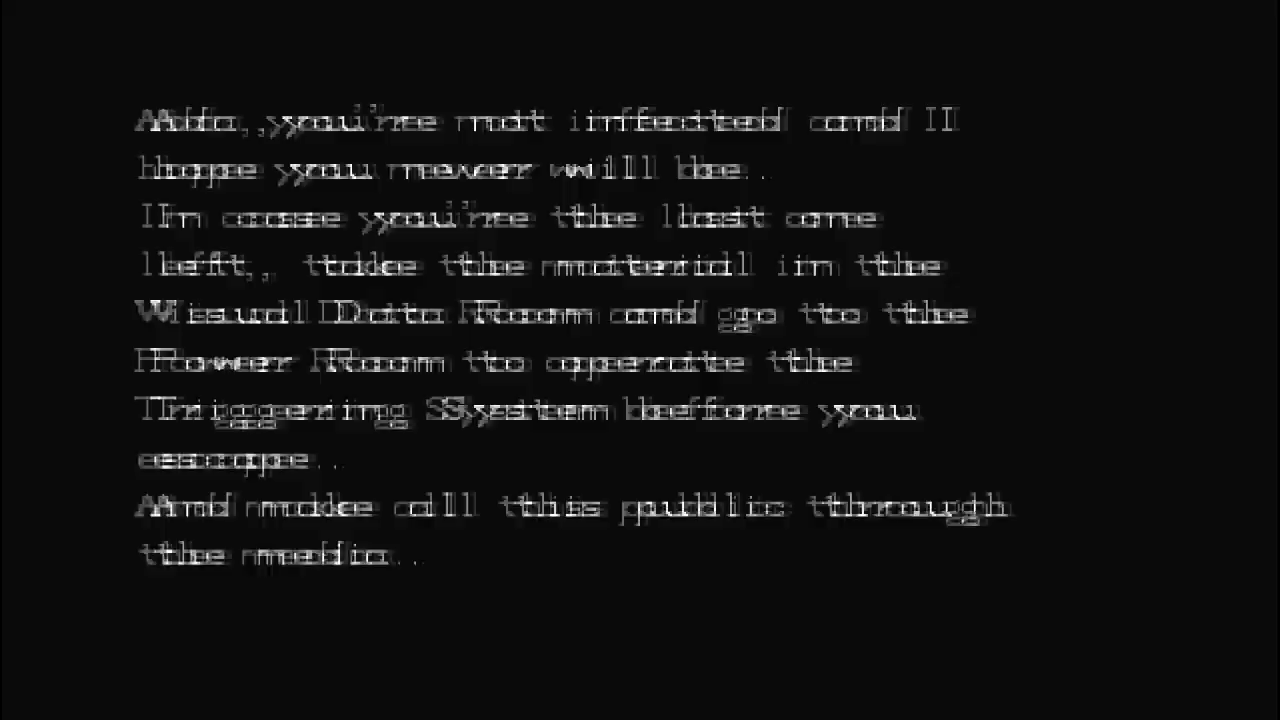 Ada, you're not infected and I
hope you never will be.
In case you're the last one
left, take the material in the
Visual Data Room and go to the
Power Room to operate the
Triggering System before you
escape.
And make all this public through
the media.